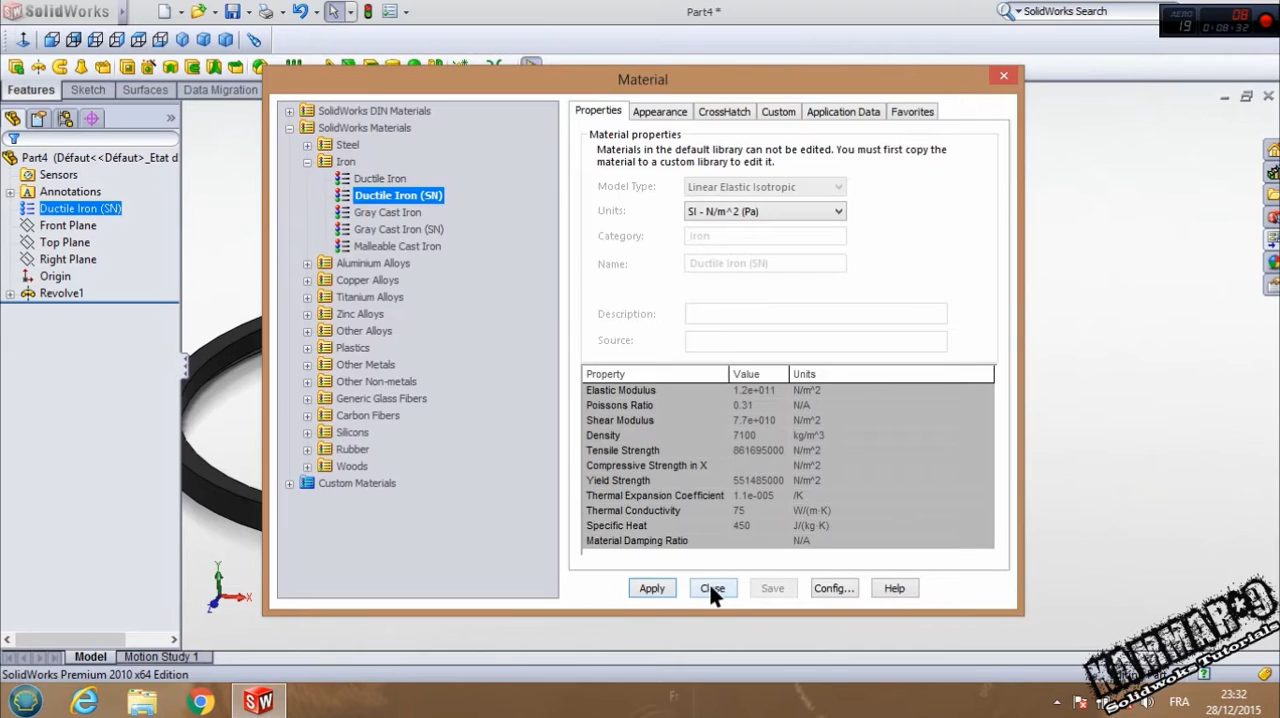 SolidWorks
Part4 *
SolidWorks Search
AERO
19
08
0:08:32
Features
Sketch
Surfaces
Data Migration
Material
Part4 (Défaut<<Défaut>_Etat d
Sensors
Annotations
Ductile Iron (SN)
Front Plane
Top Plane
Right Plane
Origin
Revolve1
SolidWorks DIN Materials
SolidWorks Materials
Steel
Iron
Ductile Iron
Ductile Iron (SN)
Gray Cast Iron
Gray Cast Iron (SN)
Malleable Cast Iron
Aluminium Alloys
Copper Alloys
Titanium Alloys
Zinc Alloys
Other Alloys
Plastics
Other Metals
Other Non-metals
Generic Glass Fibers
Carbon Fibers
Silicons
Rubber
Woods
Custom Materials
Properties
Appearance
CrossHatch
Custom
Application Data
Favorites
Material properties
Materials in the default library can not be edited. You must first copy the
material to a custom library to edit it.
Model Type:
Linear Elastic Isotropic
Units:
SI - N/m^2 (Pa)
Category:
Iron
Name:
Ductile Iron (SN)
Description:
Source:
Property Value Units
Elastic Modulus 1.2e+011 N/m^2
Poissons Ratio 0.31 N/A
Shear Modulus 7.7e+010 N/m^2
Density 7100 kg/m^3
Tensile Strength 861695000 N/m^2
Compressive Strength in X N/m^2
Yield Strength 551485000 N/m^2
Thermal Expansion Coefficient 1.1e-005 /K
Thermal Conductivity 75 W/(m·K)
Specific Heat 450 J/(kg·K)
Material Damping Ratio N/A
Apply
Close
Save
Config...
Help
Y
X
Z
Model
Motion Study 1
SolidWorks Premium 2010 x64 Edition
KAMMAR*9
Solidworks Tutorials
FRA
23:32
28/12/2015